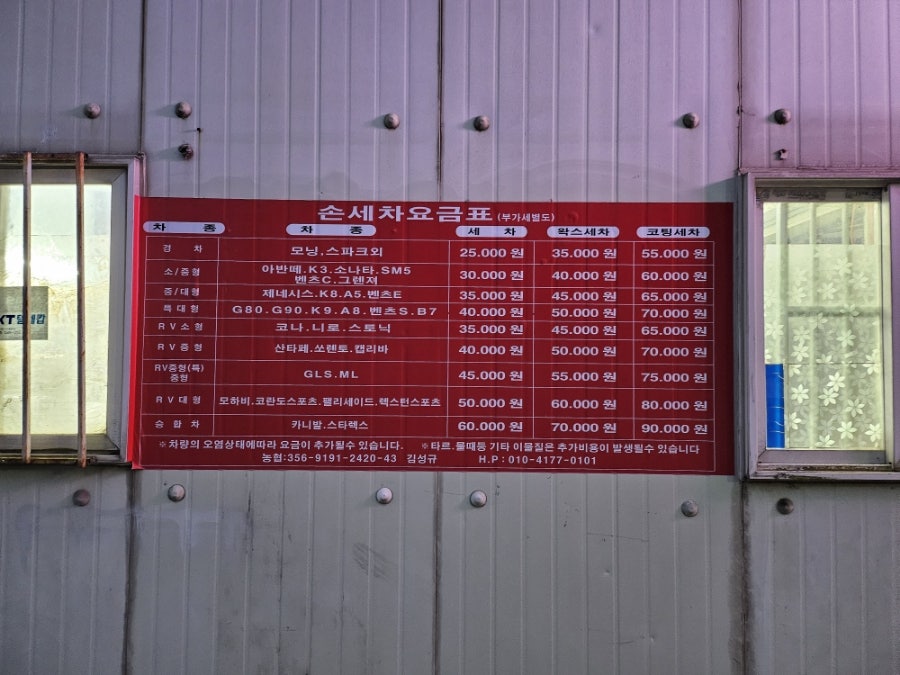 손세차요금표 (부가세별도)
차 종 차 종 세 차 왁스세차 코팅세차
경 차 모닝.스파크외 25.000 원 35.000 원 55.000 원
소/중형 아반떼.K3.소나타.SM5 벤츠C.그렌져 30.000 원 40.000 원 60.000 원
중/대형 제네시스.K8.A5.벤츠E 35.000 원 45.000 원 65.000 원
특대형 G80.G90.K9.A8.벤츠S.B7 40.000 원 50.000 원 70.000 원
RV소형 코나.니로.스토닉 35.000 원 45.000 원 65.000 원
RV중형 산타페.쏘렌토.캡티바 40.000 원 50.000 원 70.000 원
RV중형(특) 중형 GLS.ML 45.000 원 55.000 원 75.000 원
RV대형 모하비.코란도스포츠.팰리세이드.렉스턴스포츠 50.000 원 60.000 원 80.000 원
승합차 카니발.스타렉스 60.000 원 70.000 원 90.000 원
※차량의 오염상태에따라 요금이 추가될수 있습니다. ※타르.물때등 기타 이물질은 추가비용이 발생될수 있습니다
농협:356-9191-2420-43 김성규 H.P:010-4177-0101